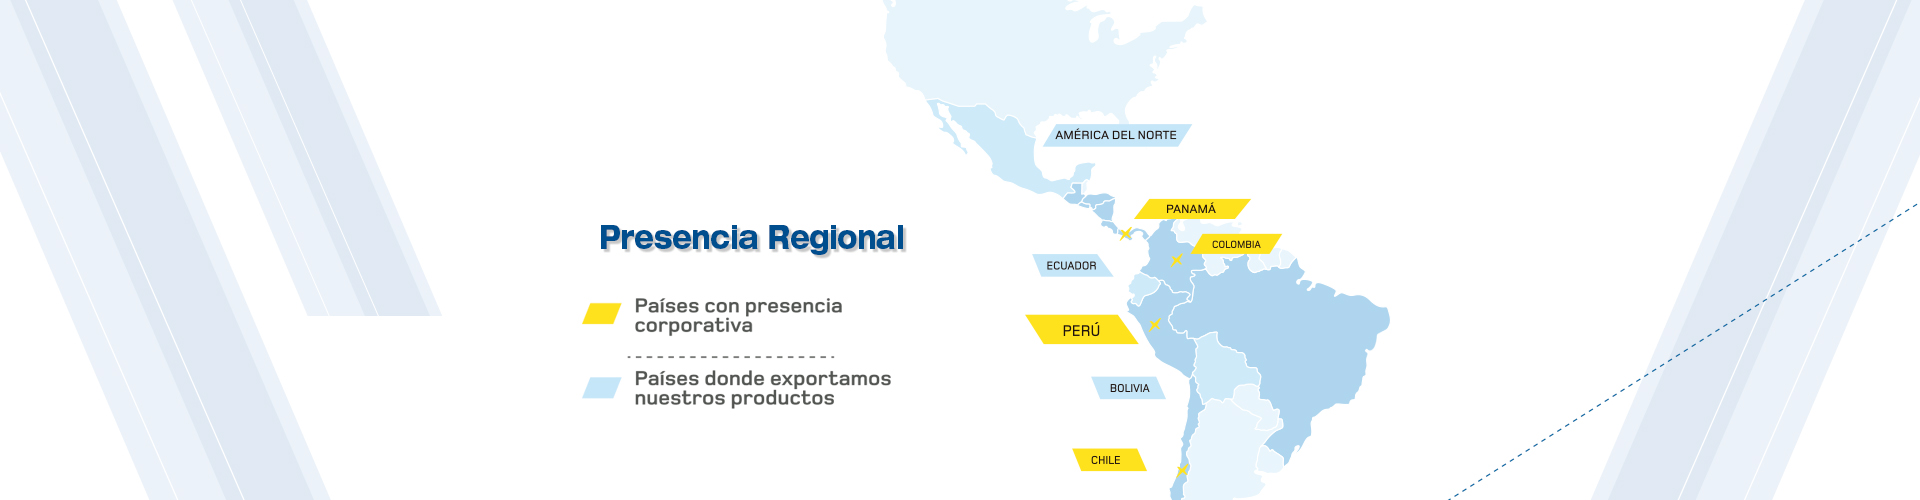 Presencia Regional
Países con presencia
corporativa
Países donde exportamos
nuestros productos
AMÉRICA DEL NORTE
PANAMÁ
COLOMBIA
ECUADOR
PERÚ
BOLIVIA
CHILE